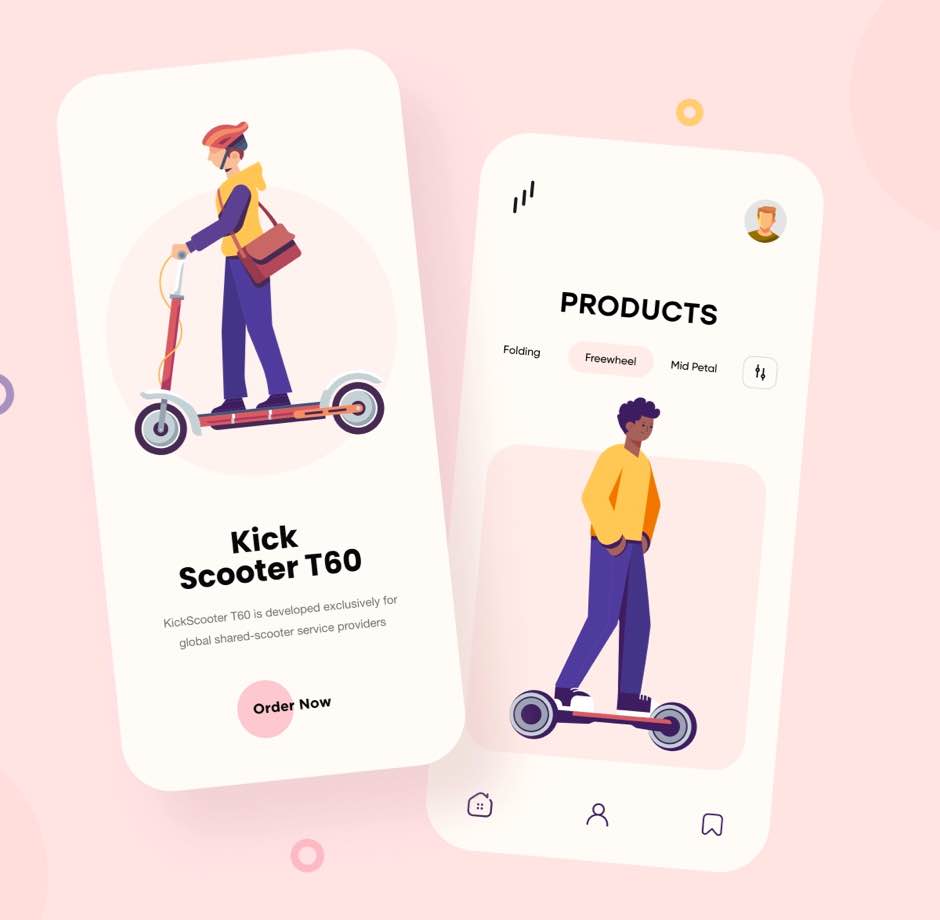 Kick
Scooter T60
KickScooter T60 is developed exclusively for
global shared-scooter service providers
Order Now
PRODUCTS
Folding
Freewheel
Mid Petal